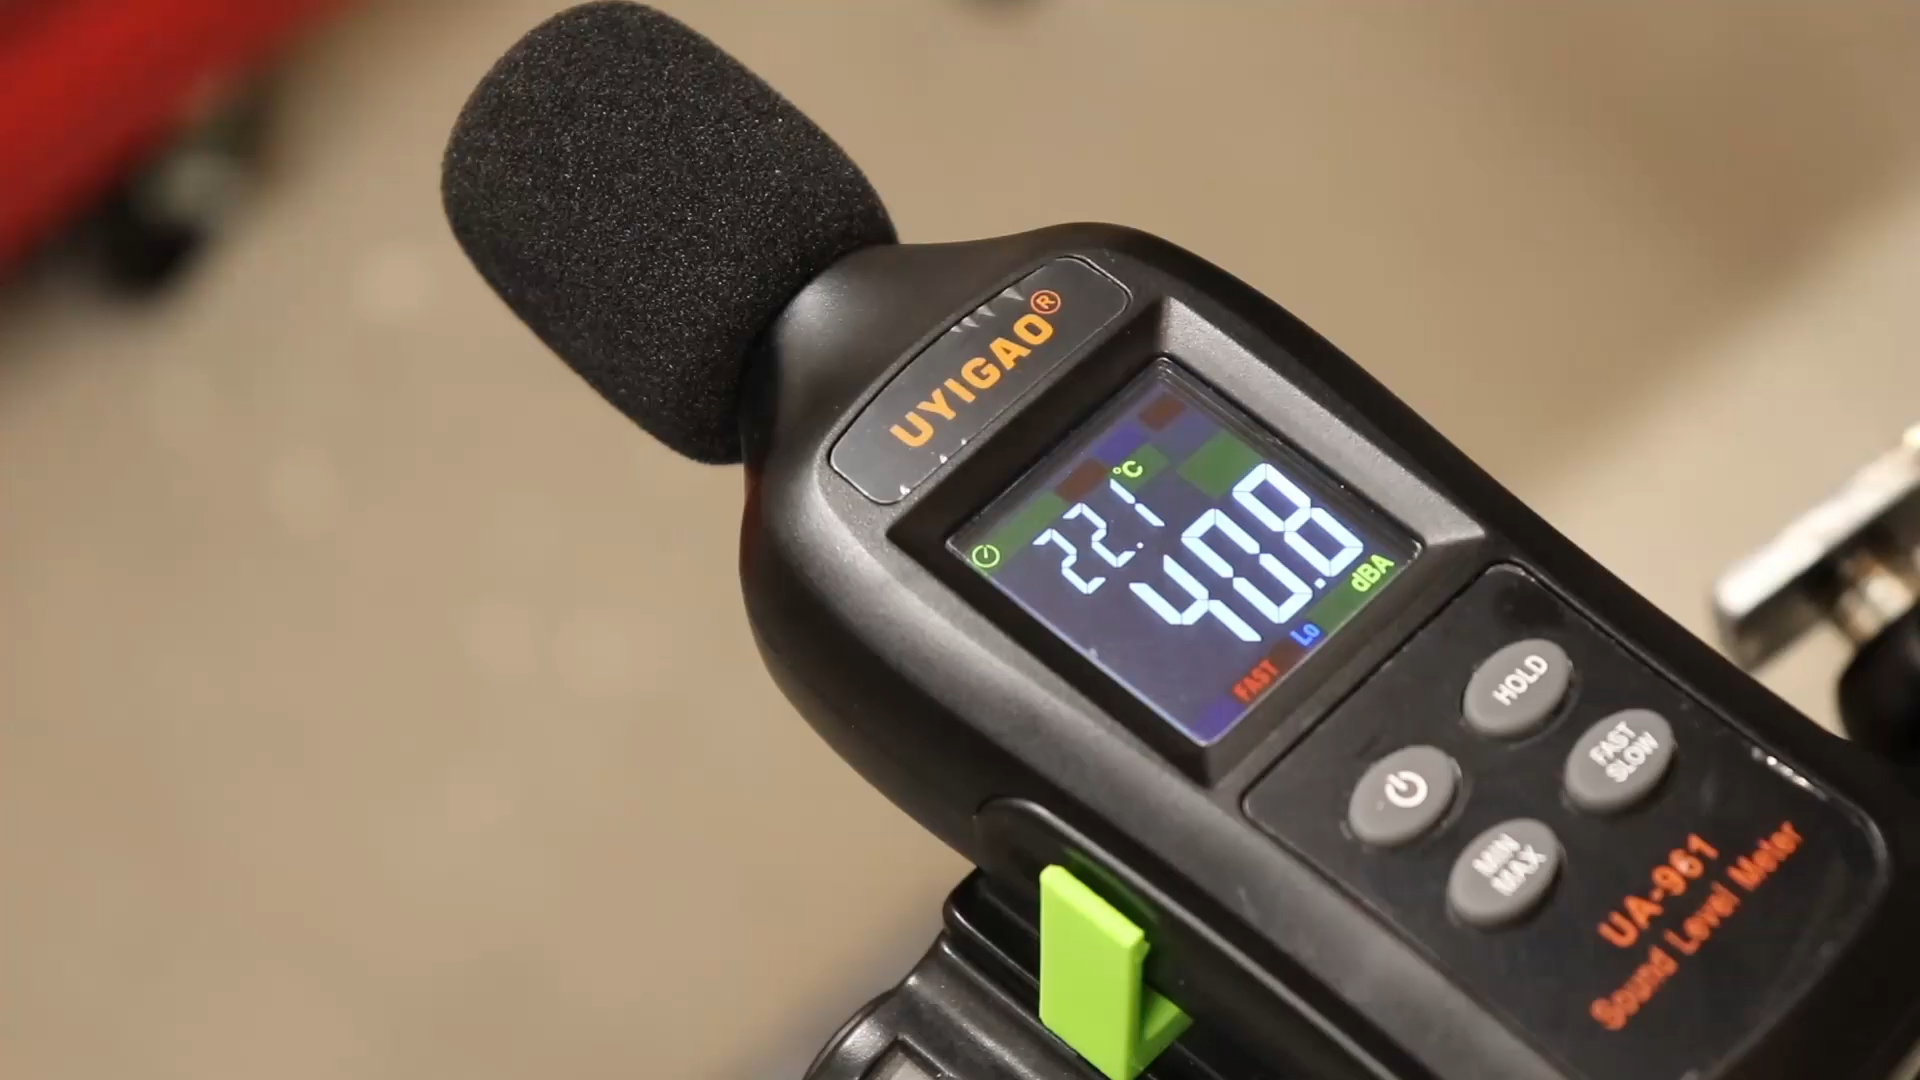 UYIGAO®
22.1 °C
40.8
dBA
Lo
FAST
HOLD
FAST
SLOW
MIN
MAX
UA-961
Sound Level Meter